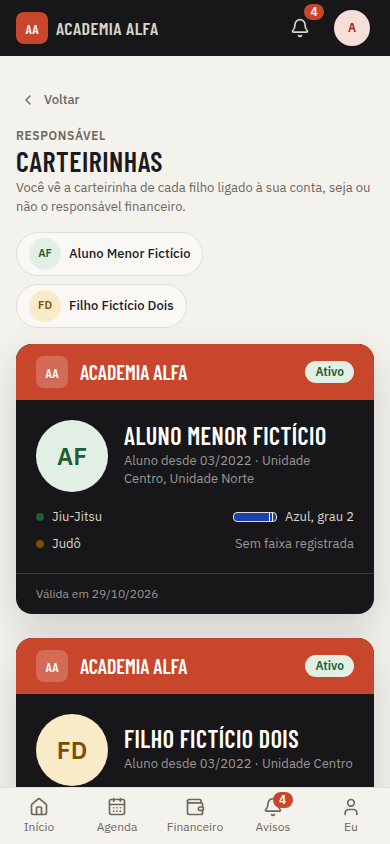 AA ACADEMIA ALFA 4 A
Voltar
RESPONSÁVEL
CARTEIRINHAS
Você vê a carteirinha de cada filho ligado à sua conta, seja ou
não o responsável financeiro.
AF Aluno Menor Fictício
FD Filho Fictício Dois
AA ACADEMIA ALFA Ativo
AF ALUNO MENOR FICTÍCIO
Aluno desde 03/2022 · Unidade
Centro, Unidade Norte
Jiu-Jitsu Azul, grau 2
Judô Sem faixa registrada
Válida em 29/10/2026
AA ACADEMIA ALFA Ativo
FD FILHO FICTÍCIO DOIS
Aluno desde 03/2022 · Unidade Centro
4
Início Agenda Financeiro Avisos Eu